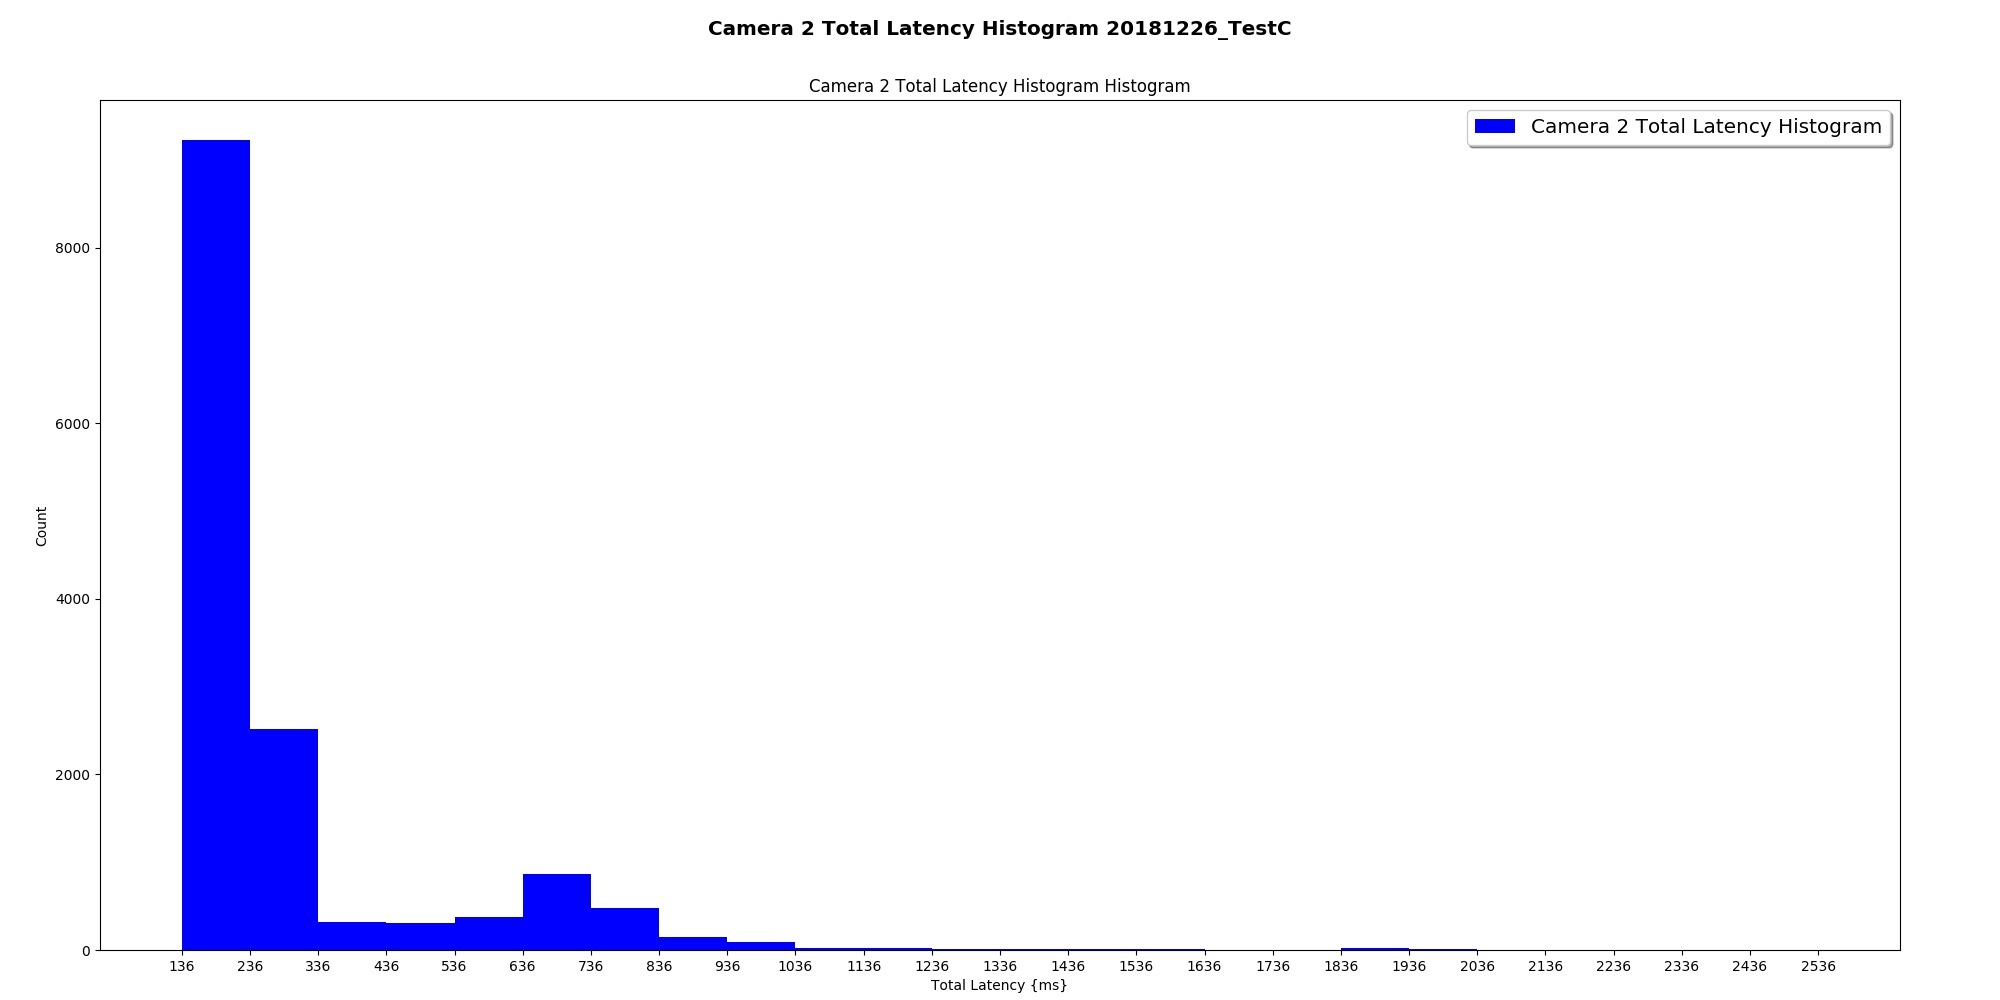 Camera 2 Total Latency Histogram 20181226_TestC
Camera 2 Total Latency Histogram Histogram
Camera 2 Total Latency Histogram
8000
6000
4000
2000
0
Count
136 236 336 436 536 636 736 836 936 1036 1136 1236 1336 1436 1536 1636 1736 1836 1936 2036 2136 2236 2336 2436 2536
Total Latency {ms}